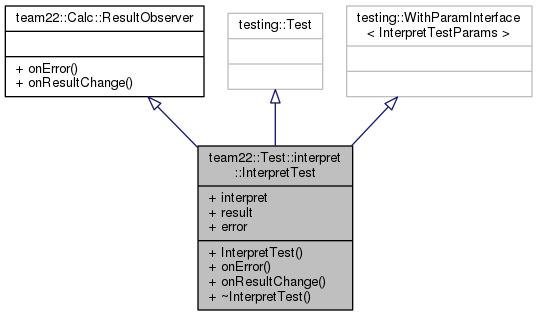 team22::Calc::ResultObserver
+ onError()
+ onResultChange()
testing::Test
testing::WithParamInterface
< InterpretTestParams >
team22::Test::interpret
::InterpretTest
+ interpret
+ result
+ error
+ InterpretTest()
+ onError()
+ onResultChange()
+ ~InterpretTest()